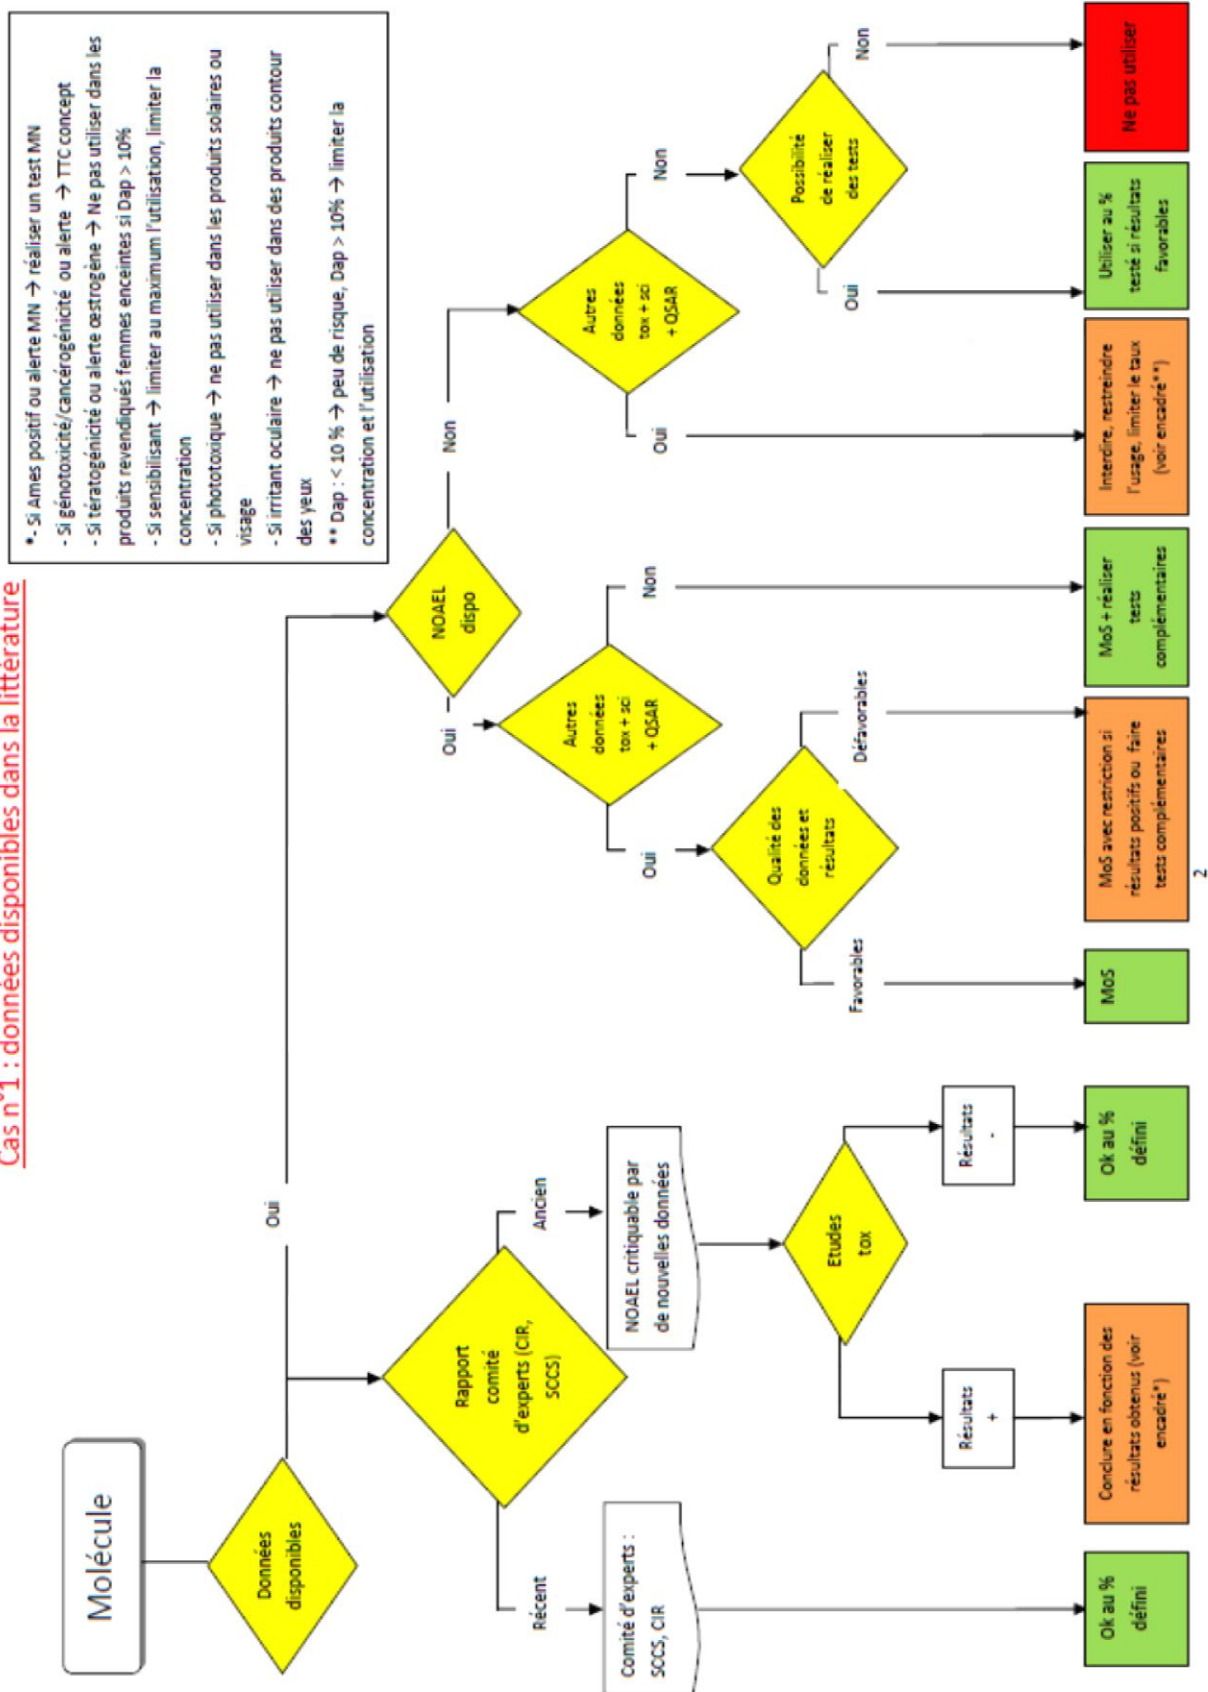 Cas n°1 : données disponibles dans la littérature
*- Si Ames positif ou alerte MN → réaliser un test MN
- Si génotoxicité/cancérogénicité ou alerte → TTC concept
- Si tératogénicité ou alerte œstrogène → Ne pas utiliser dans les
produits revendiqués femmes enceintes si Dap > 10%
- Si sensibilisant → limiter au maximum l'utilisation, limiter la
concentration
- Si phototoxique → ne pas utiliser dans les produits solaires ou
visage
- Si irritant oculaire → ne pas utiliser dans des produits contour
des yeux
** Dap : < 10 % → peu de risque, Dap > 10% → limiter la
concentration et l'utilisation
Molécule
Données
disponibles
Oui
Rapport
comité
d'experts (CIR,
SCCS)
Récent
Ancien
Comité d'experts :
SCCS, CIR
NOAEL critiquable par
de nouvelles données
Etudes
tox
Résultats
+
Résultats
-
NOAEL
dispo
Oui
Non
Autres
données
tox + sci
+ QSAR
Oui
Non
Qualité des
données et
résultats
Favorables
Défavorables
Autres
données
tox + sci
+ QSAR
Oui
Non
Possibilité
de réaliser
des tests
Oui
Non
Ok au %
défini
Conclure en fonction des
résultats obtenus (voir
encadré*)
Ok au %
défini
MoS
MoS avec restriction si
résultats positifs ou faire
tests complémentaires
MoS + réaliser
tests
complémentaires
Interdire, restreindre
l'usage, limiter le taux
(voir encadré**)
Utiliser au %
testé si résultats
favorables
Ne pas utiliser
2